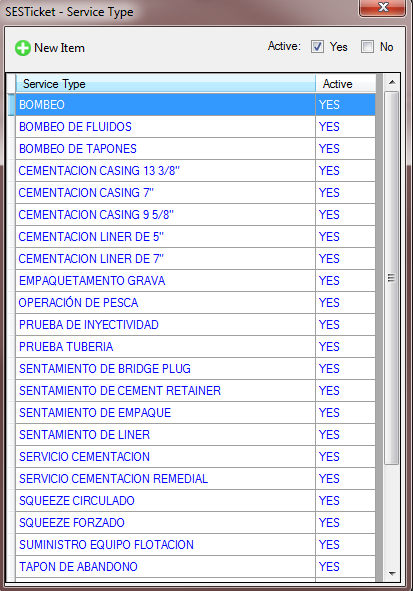 SESTicket - Service Type
New Item Active: Yes No
Service Type Active
BOMBEO YES
BOMBEO DE FLUIDOS YES
BOMBEO DE TAPONES YES
CEMENTACION CASING 13 3/8" YES
CEMENTACION CASING 7" YES
CEMENTACION CASING 9 5/8" YES
CEMENTACION LINER DE 5" YES
CEMENTACION LINER DE 7" YES
EMPAQUETAMENTO GRAVA YES
OPERACIÓN DE PESCA YES
PRUEBA DE INYECTIVIDAD YES
PRUEBA TUBERIA YES
SENTAMIENTO DE BRIDGE PLUG YES
SENTAMIENTO DE CEMENT RETAINER YES
SENTAMIENTO DE EMPAQUE YES
SENTAMIENTO DE LINER YES
SERVICIO CEMENTACION YES
SERVICIO CEMENTACION REMEDIAL YES
SQUEEZE CIRCULADO YES
SQUEEZE FORZADO YES
SUMINISTRO EQUIPO FLOTACION YES
TAPON DE ABANDONO YES